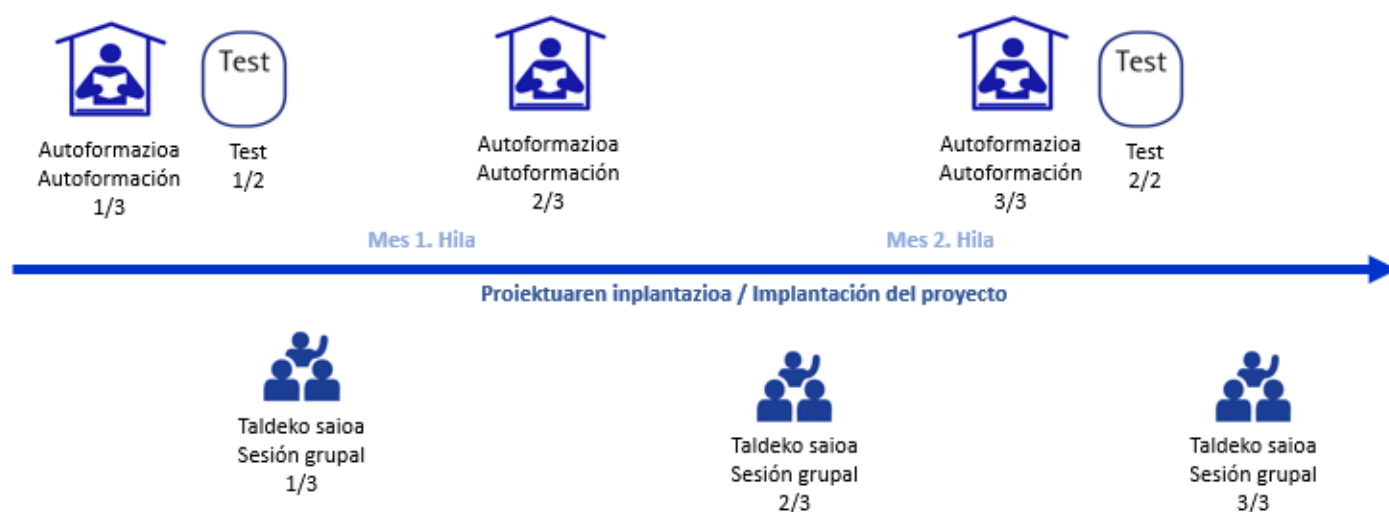 Test
Test
Autoformazioa
Autoformación
1/3
Test
1/2
Autoformazioa
Autoformación
2/3
Autoformazioa
Autoformación
3/3
Test
2/2
Mes 1. Hila
Mes 2. Hila
Proiektuaren inplantazioa / Implantación del proyecto
Taldeko saioa
Sesión grupal
1/3
Taldeko saioa
Sesión grupal
2/3
Taldeko saioa
Sesión grupal
3/3